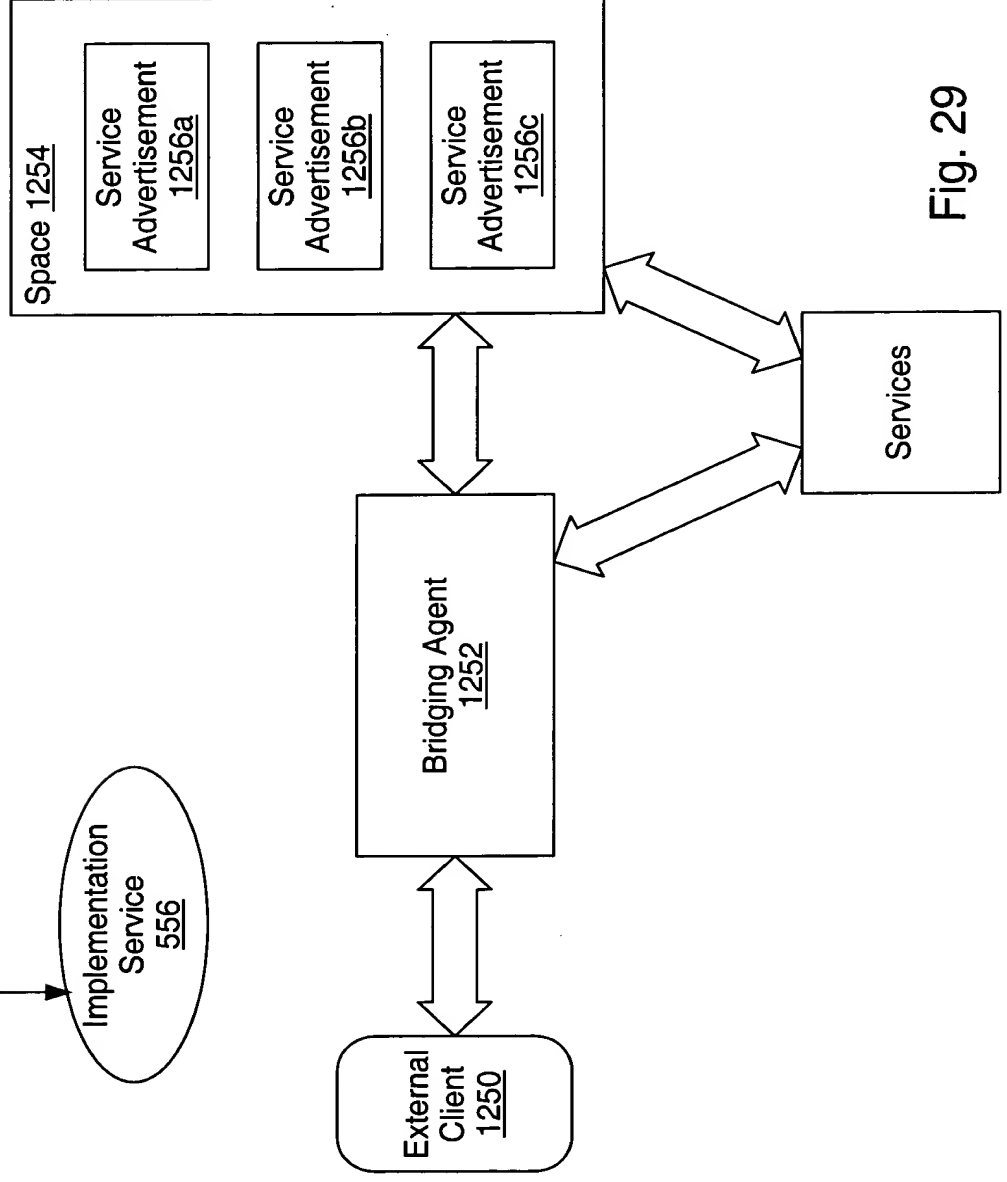 Implementation
Service
556
External
Client
1250
Bridging Agent
1252
Space 1254
Service
Advertisement
1256a
Service
Advertisement
1256b
Service
Advertisement
1256c
Services
Fig. 29